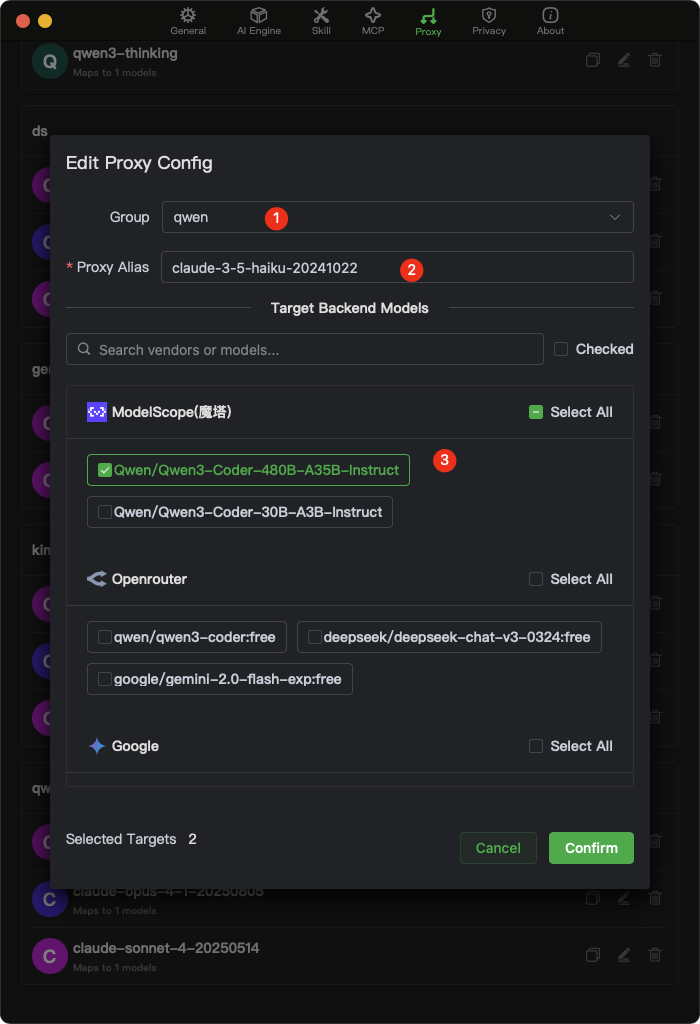 General AI Engine Skill MCP Proxy Privacy About
Q qwen3-thinking
Maps to 1 models
ds
Edit Proxy Config
Group qwen 1
* Proxy Alias claude-3-5-haiku-20241022 2
Target Backend Models
Search vendors or models... Checked
ModelScope(魔塔) Select All
Qwen/Qwen3-Coder-480B-A35B-Instruct 3
Qwen/Qwen3-Coder-30B-A3B-Instruct
Openrouter Select All
qwen/qwen3-coder:free deepseek/deepseek-chat-v3-0324:free
google/gemini-2.0-flash-exp:free
Google Select All
Selected Targets 2
Cancel Confirm
C claude-opus-4-1-20250805
Maps to 1 models
C claude-sonnet-4-20250514
Maps to 1 models